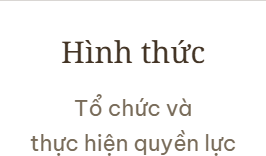 Hình thức
Tổ chức và
thực hiện quyền lực